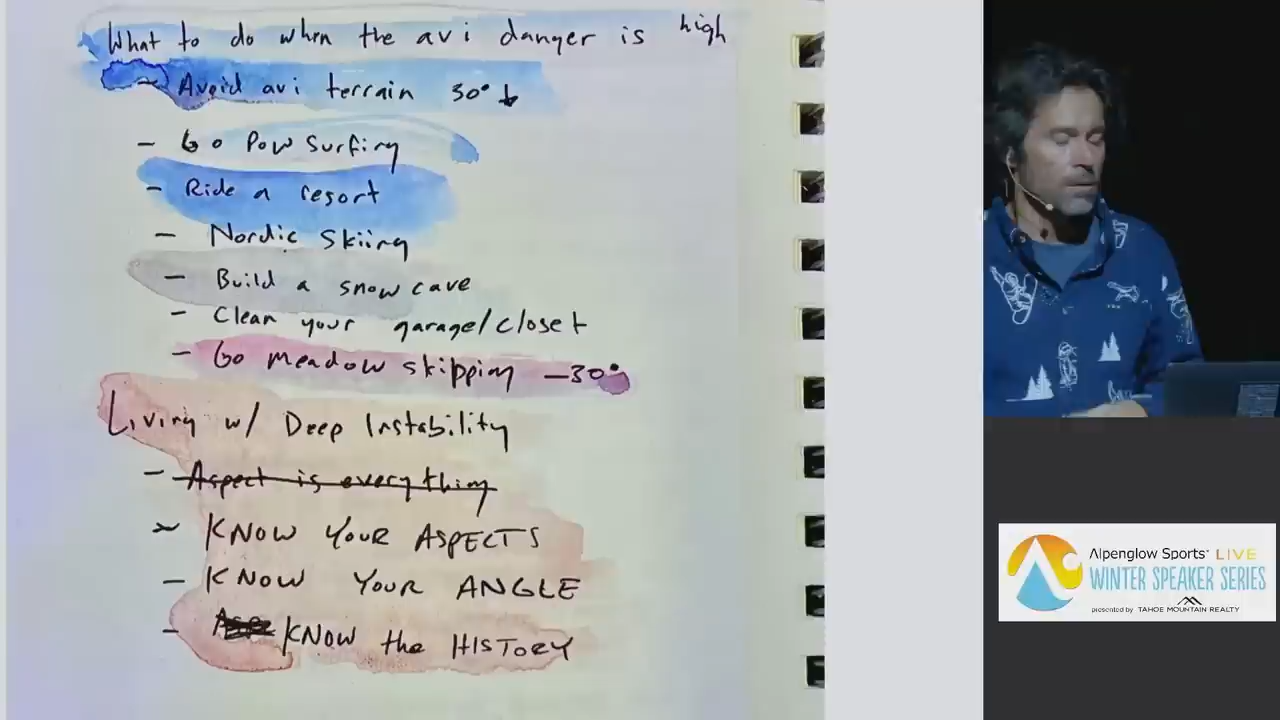 What to do when the avi danger is high
- Avoid avi terrain 30° ↓
- Go Pow Surfing
- Ride a resort
- Nordic Skiing
- Build a snow cave
- Clean your garage/closet
- Go meadow skipping -30°
Living w/ Deep Instability
- Aspect is everything
- KNOW YOUR ASPECTS
- KNOW YOUR ANGLE
- KNOW the HISTORY
Alpenglow Sports LIVE
WINTER SPEAKER SERIES
presented by TAHOE MOUNTAIN REALTY